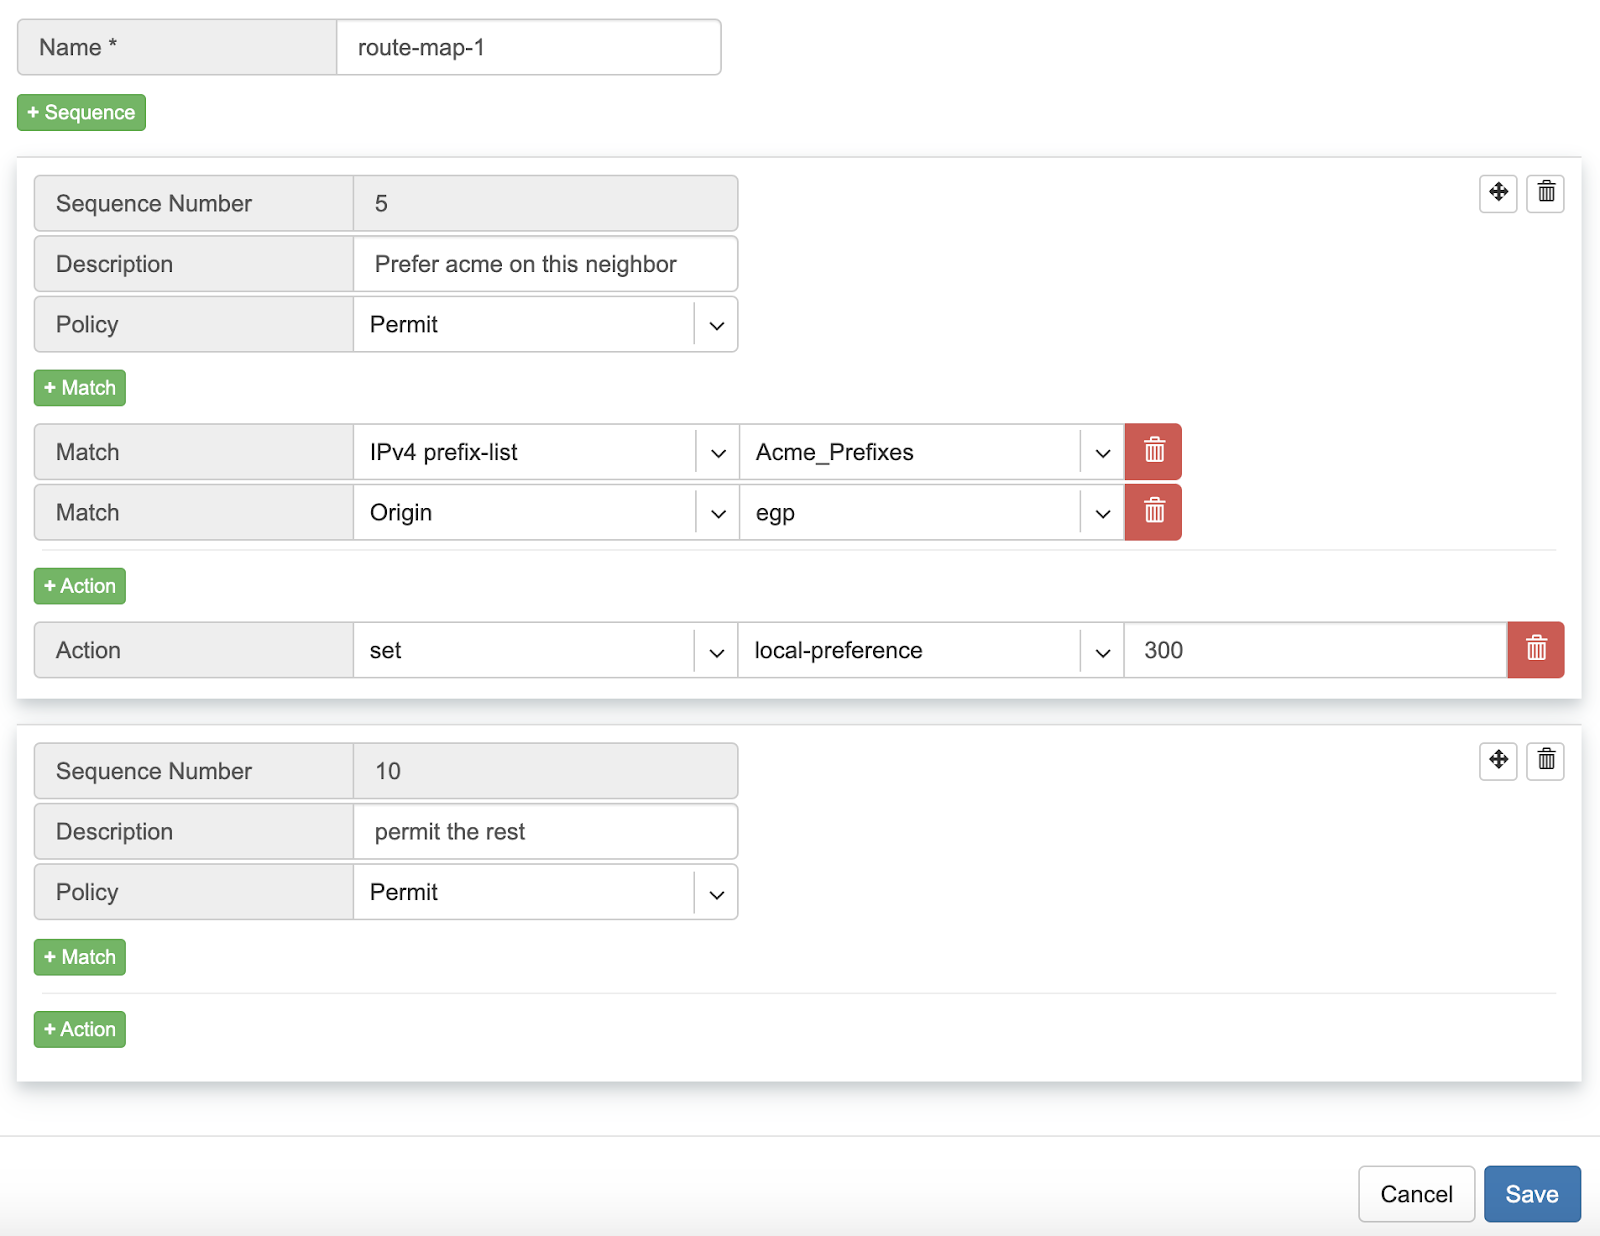 Name * route-map-1
+ Sequence
Sequence Number 5
Description Prefer acme on this neighbor
Policy Permit
+ Match
Match IPv4 prefix-list Acme_Prefixes
Match Origin egp
+ Action
Action set local-preference 300
Sequence Number 10
Description permit the rest
Policy Permit
+ Match
+ Action
Cancel Save